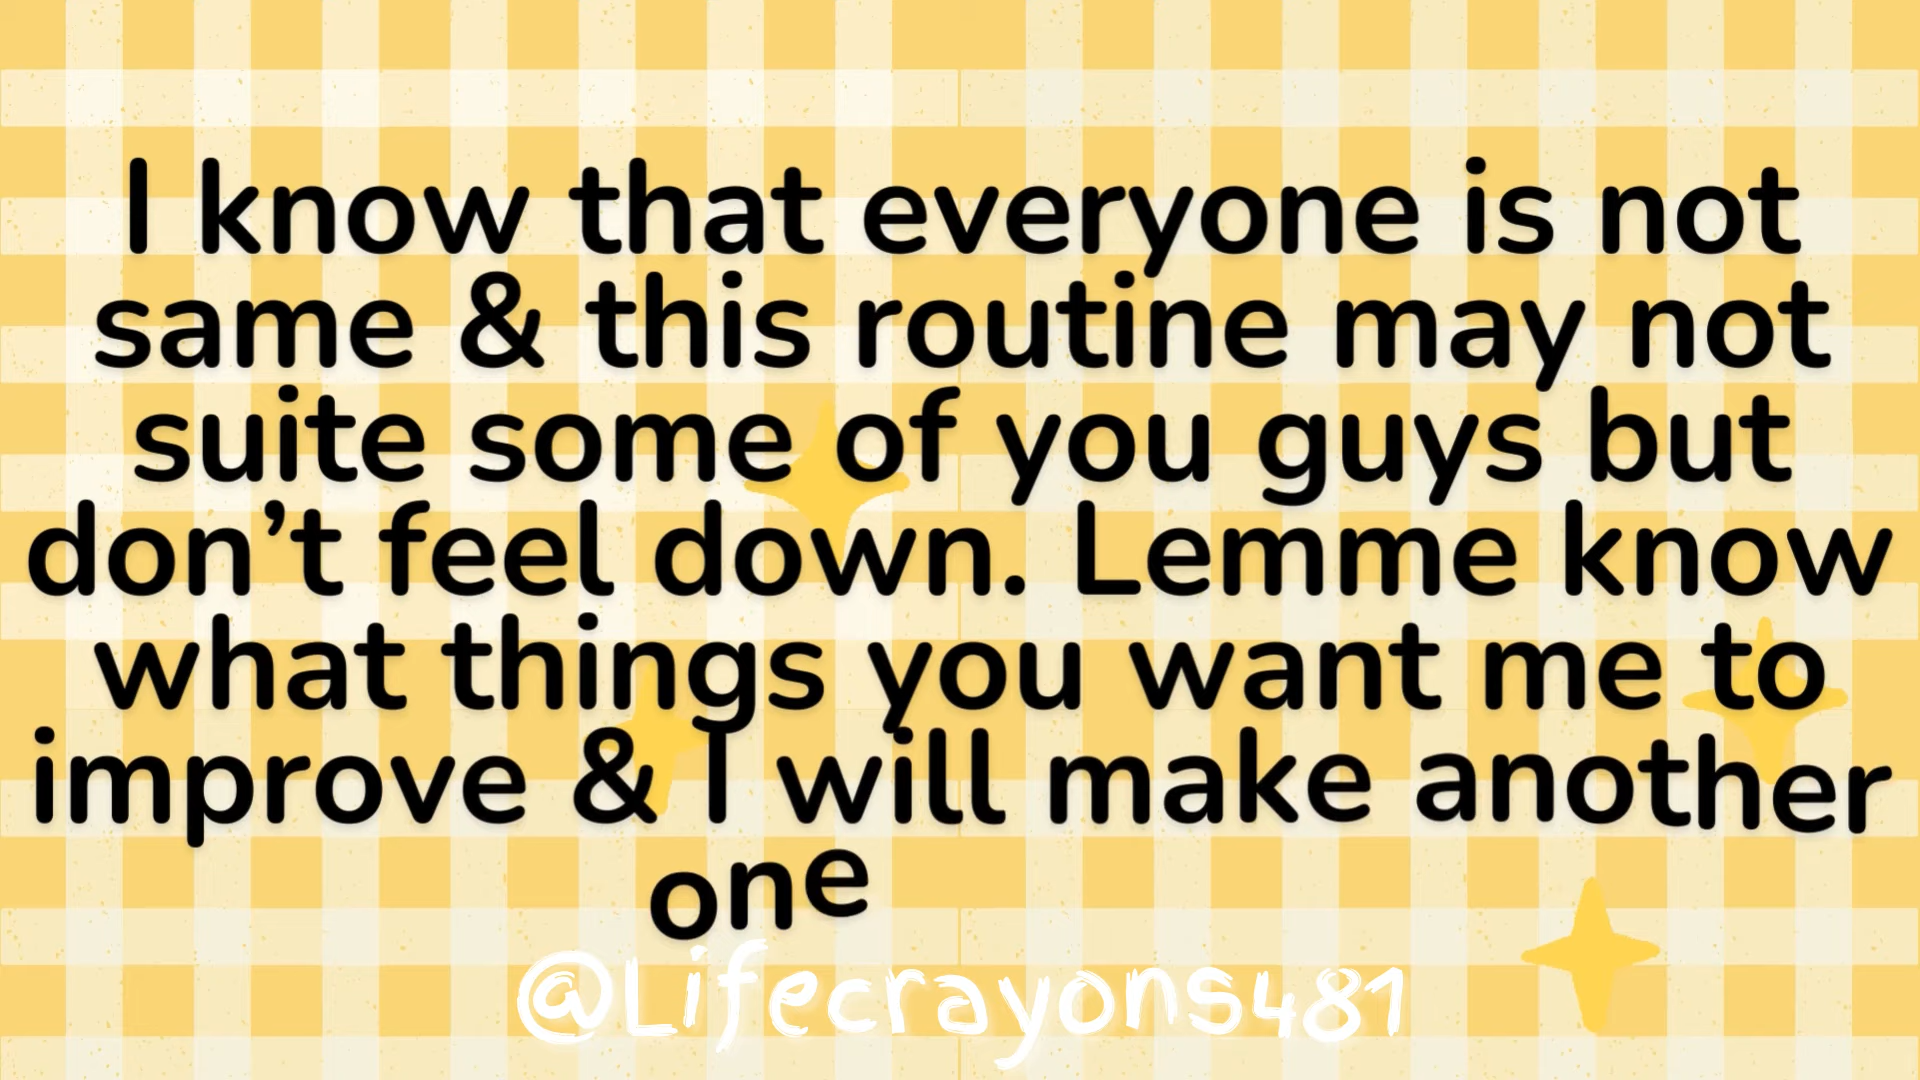 I know that everyone is not
same & this routine may not
suite some of you guys but
don’t feel down. Lemme know
what things you want me to
improve & I will make another
one
@Lifecrayons481